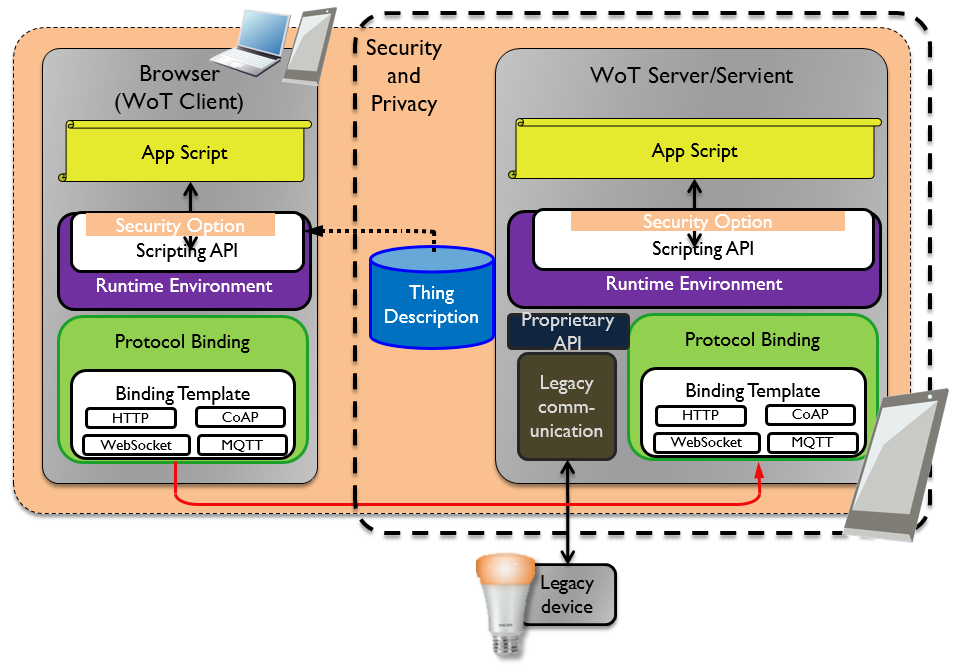 Security
and
Privacy
Browser
(WoT Client)
App Script
Security Option
Scripting API
Runtime Environment
Protocol Binding
Binding Template
HTTP
CoAP
WebSocket
MQTT
Thing
Description
WoT Server/Servient
App Script
Security Option
Scripting API
Runtime Environment
Proprietary
API
Legacy
comm-
unication
Protocol Binding
Binding Template
HTTP
CoAP
WebSocket
MQTT
Legacy
device